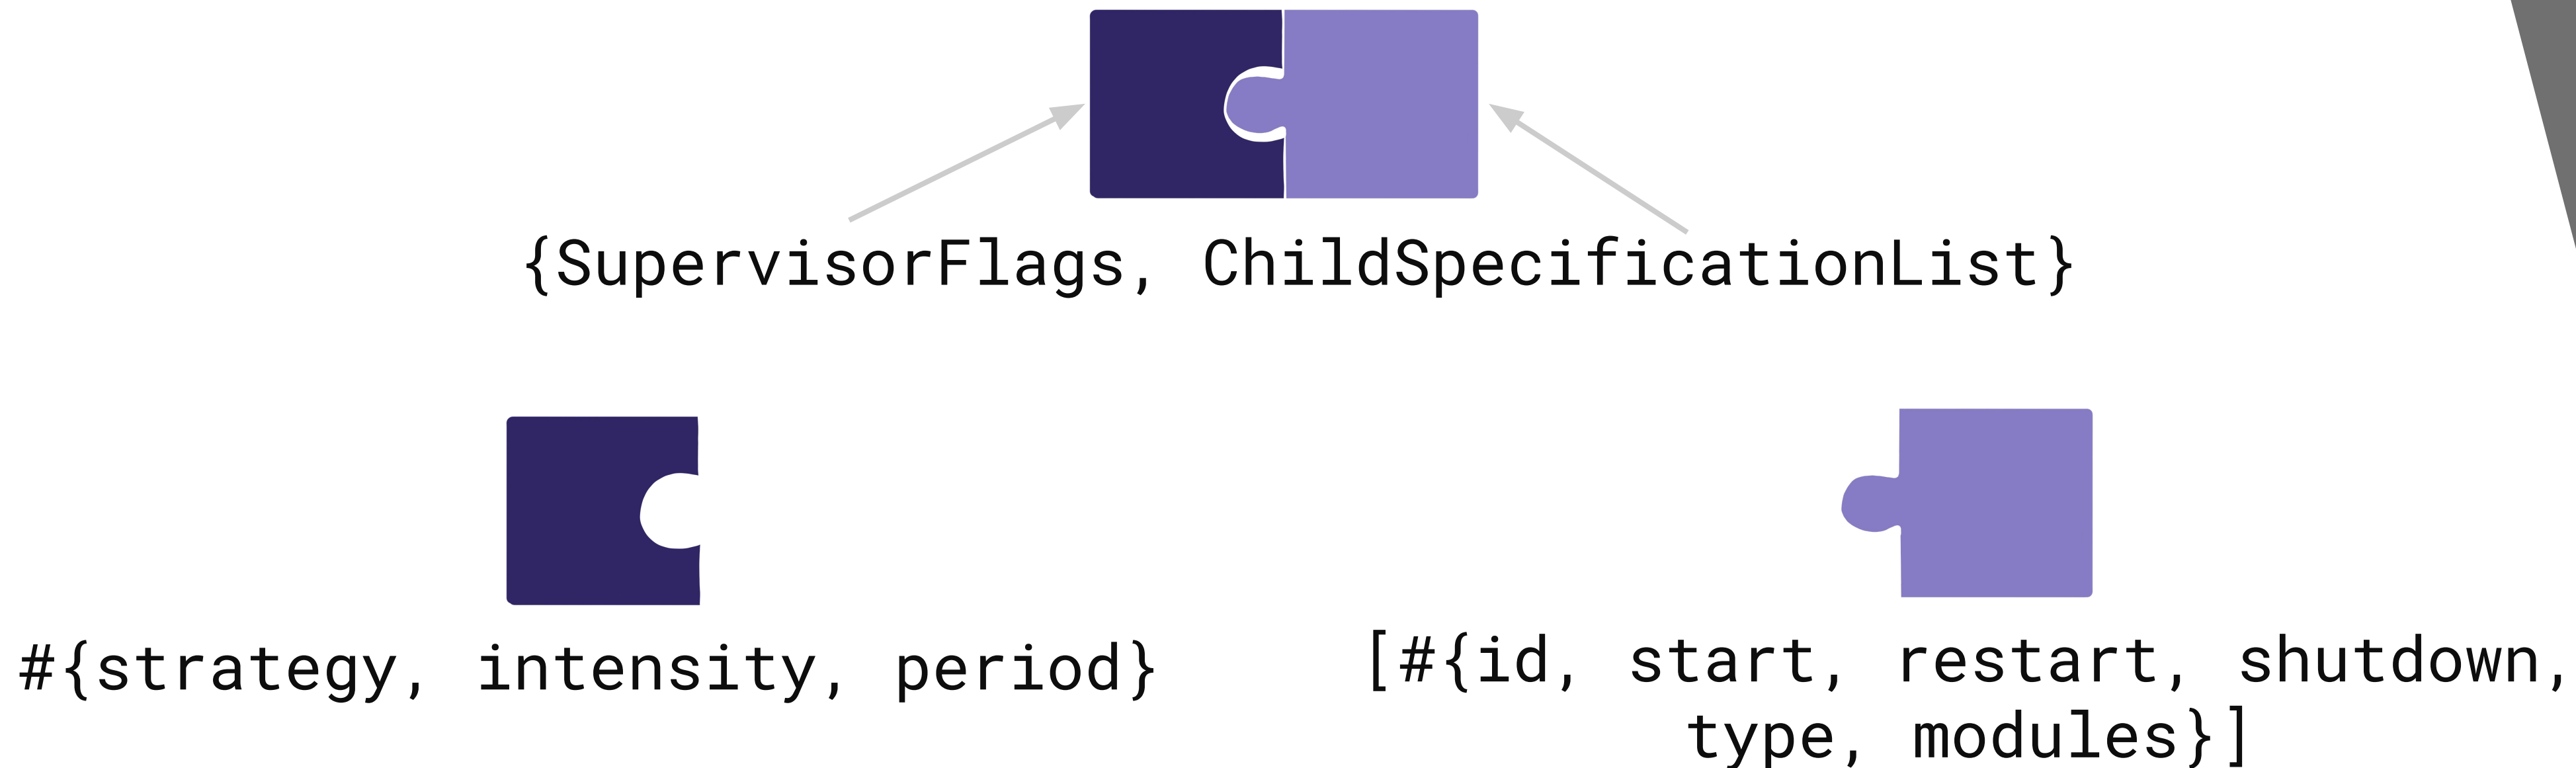 {SupervisorFlags, ChildSpecificationList}
#{strategy, intensity, period}
[#{id, start, restart, shutdown,
type, modules}]